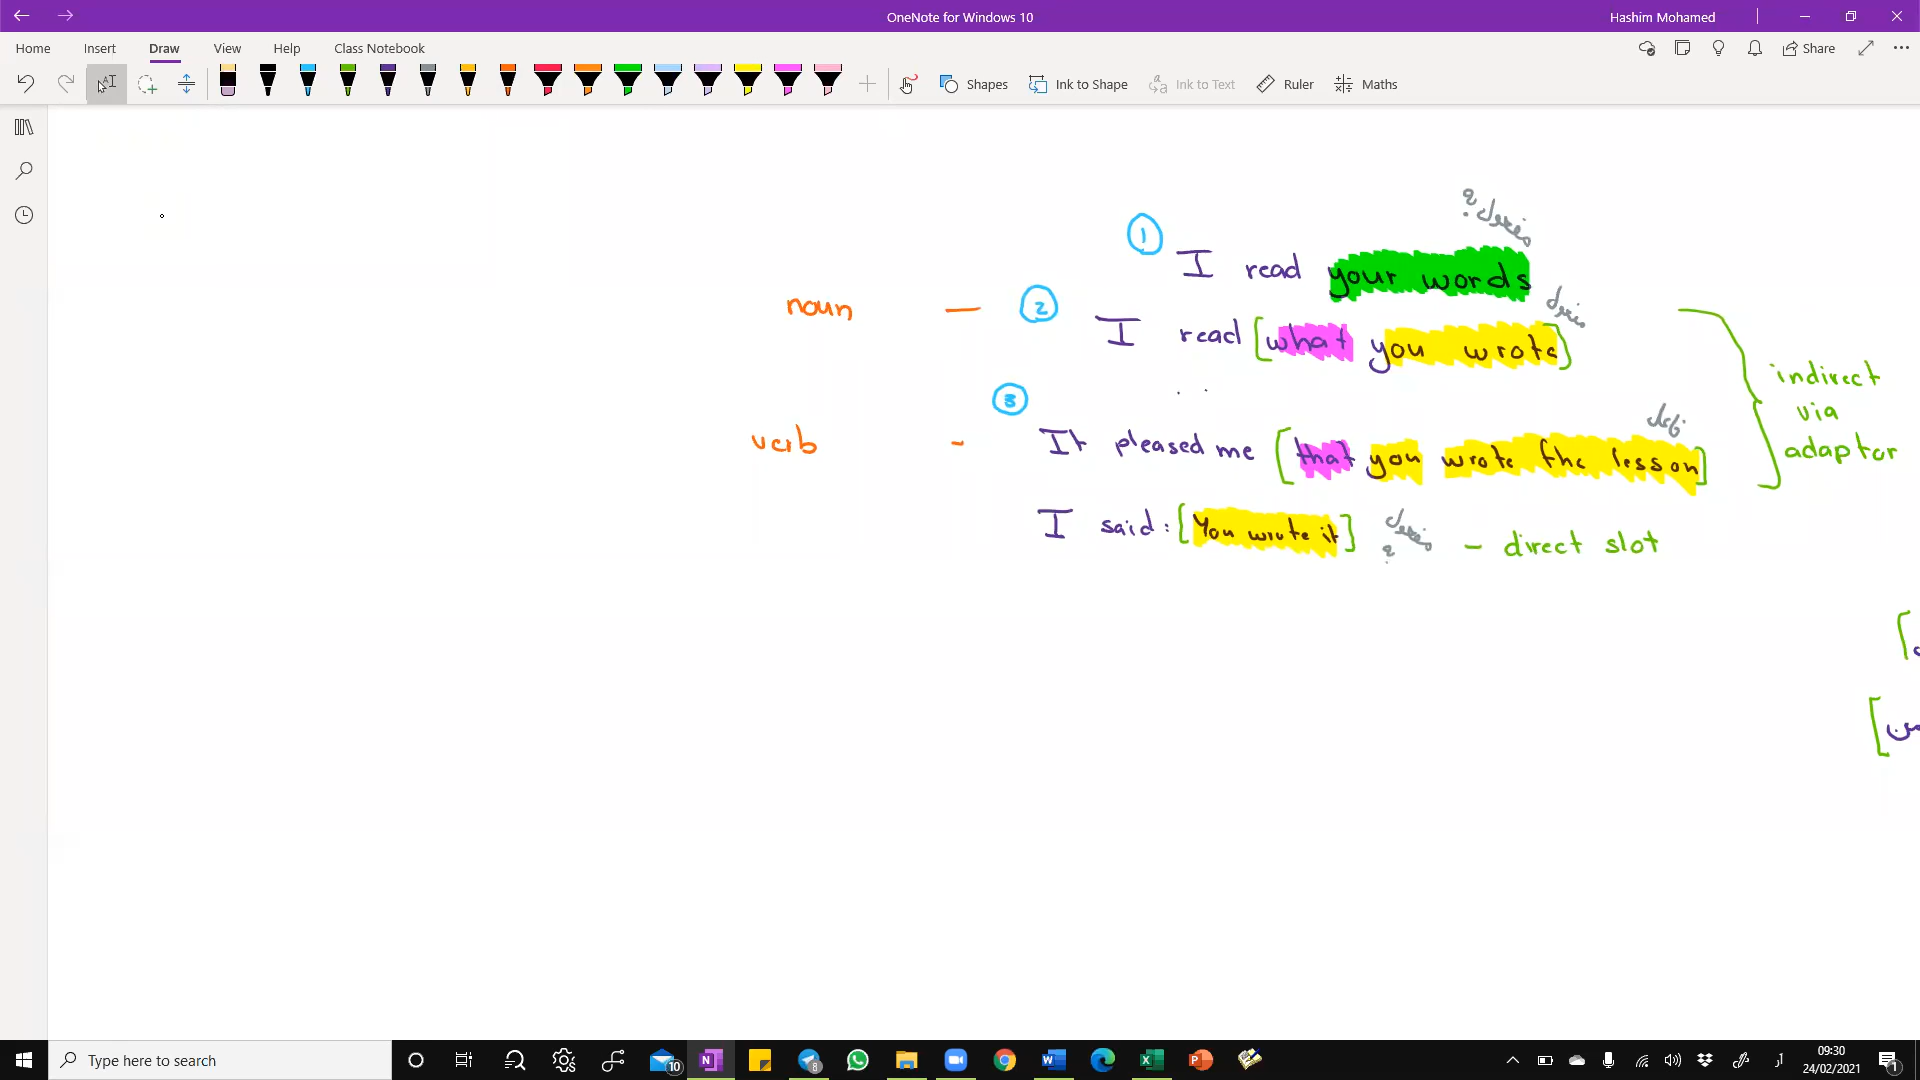 OneNote for Windows 10
Hashim Mohamed
Home Insert Draw View Help Class Notebook
Share
Shapes Ink to Shape Ink to Text Ruler Maths
1 I read your words
noun — 2 I read [what you wrote]
3
verb - It pleased me [that you wrote the lesson]
indirect
via
adaptor
I said: [You wrote it] - direct slot
Type here to search
10
8
09:30
24/02/2021
1